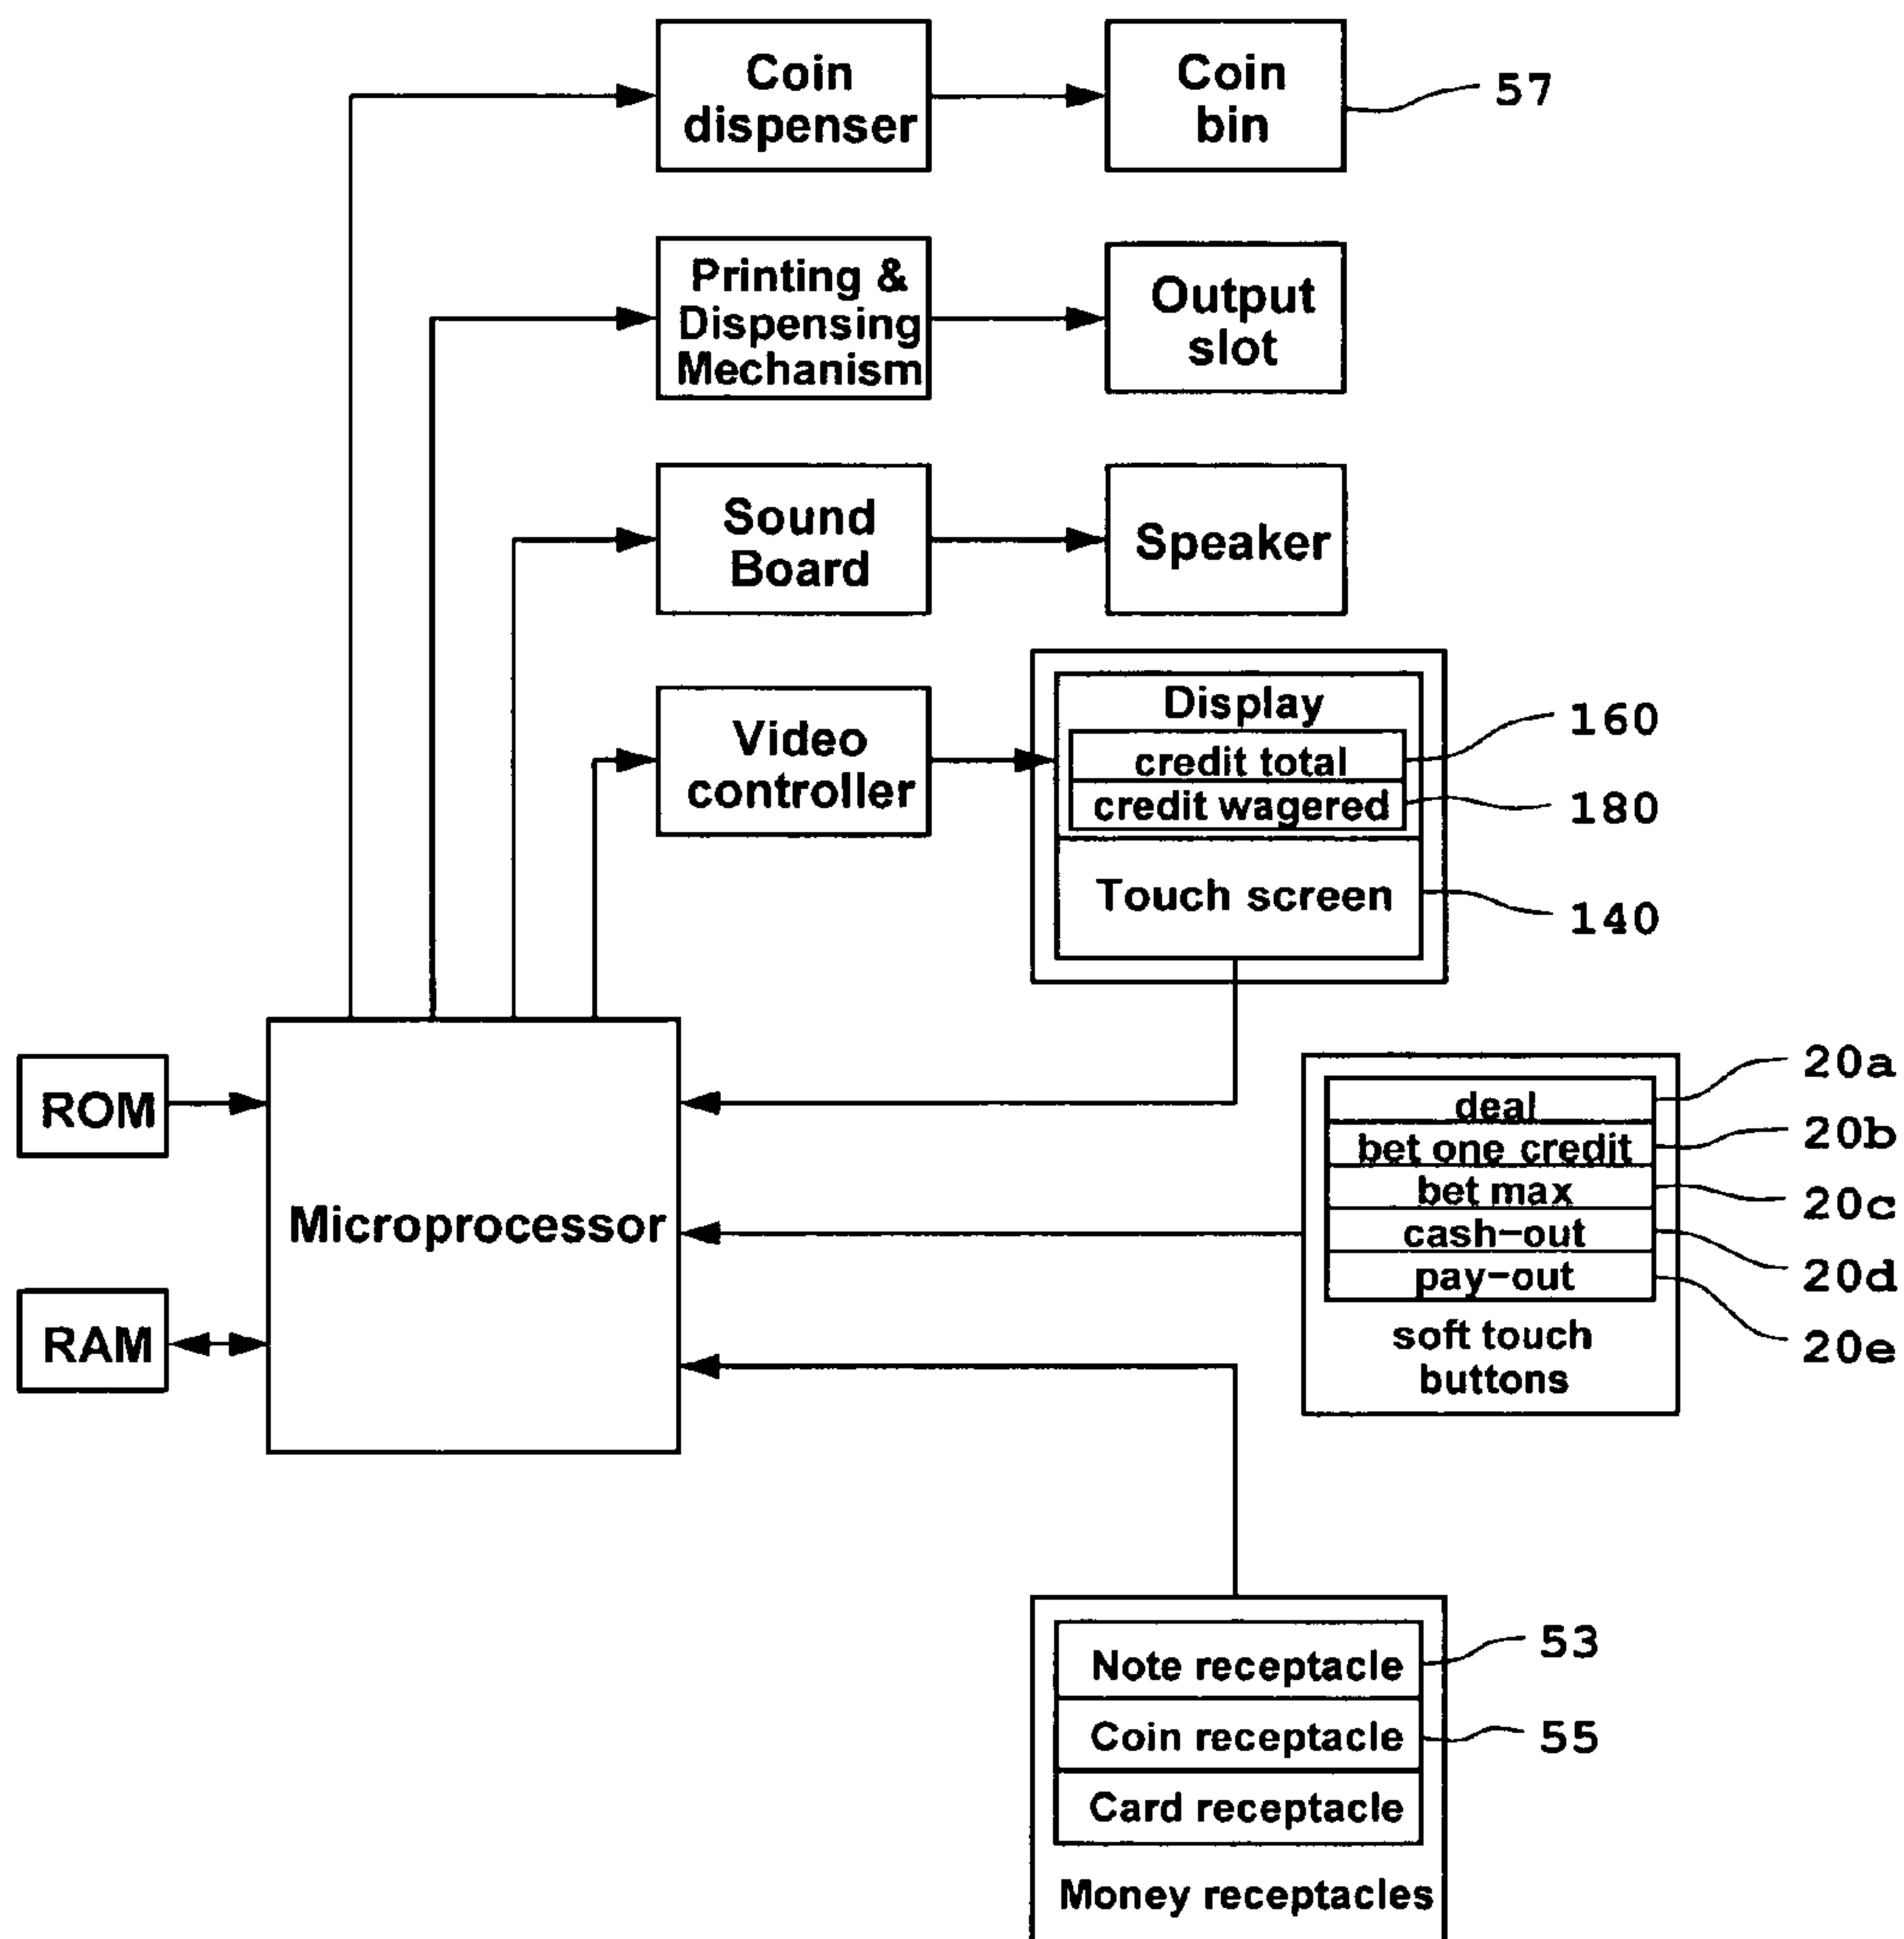 Coin
dispenser
Coin
bin
57
Printing &
Dispensing
Mechanism
Output
slot
Sound
Board
Speaker
Video
controller
Display
credit total
credit wagered
Touch screen
160
180
140
ROM
RAM
Microprocessor
deal
bet one credit
bet max
cash-out
pay-out
soft touch
buttons
20a
20b
20c
20d
20e
Note receptacle
Coin receptacle
Card receptacle
Money receptacles
53
55